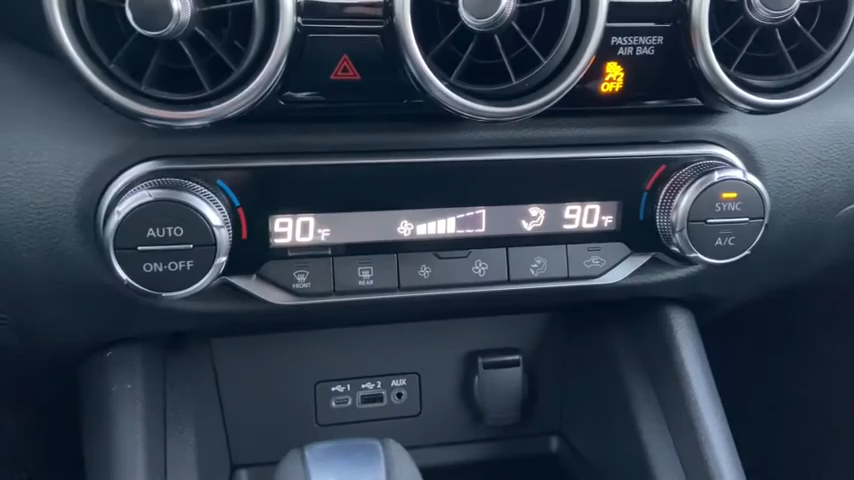 PASSENGER
AIR BAG
OFF
AUTO
ON·OFF
90°F
90°F
SYNC
A/C
FRONT
REAR
1
2
AUX